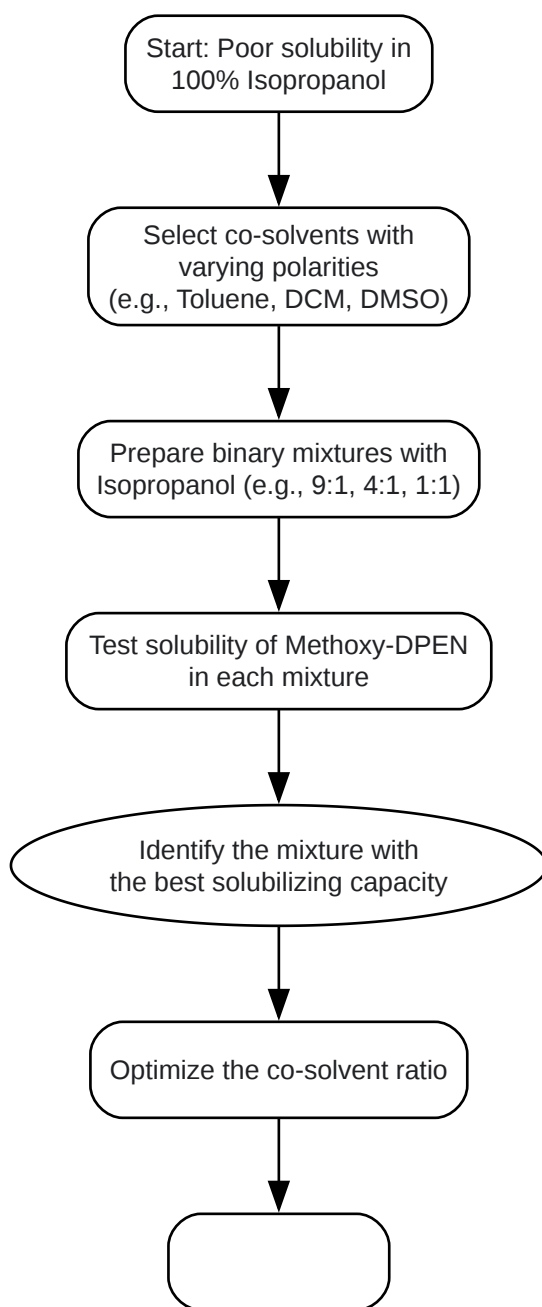 Start: Poor solubility in
100% Isopropanol
Select co-solvents with
varying polarities
(e.g., Toluene, DCM, DMSO)
Prepare binary mixtures with
Isopropanol (e.g., 9:1, 4:1, 1:1)
Test solubility of Methoxy-DPEN
in each mixture
Identify the mixture with
the best solubilizing capacity
Optimize the co-solvent ratio